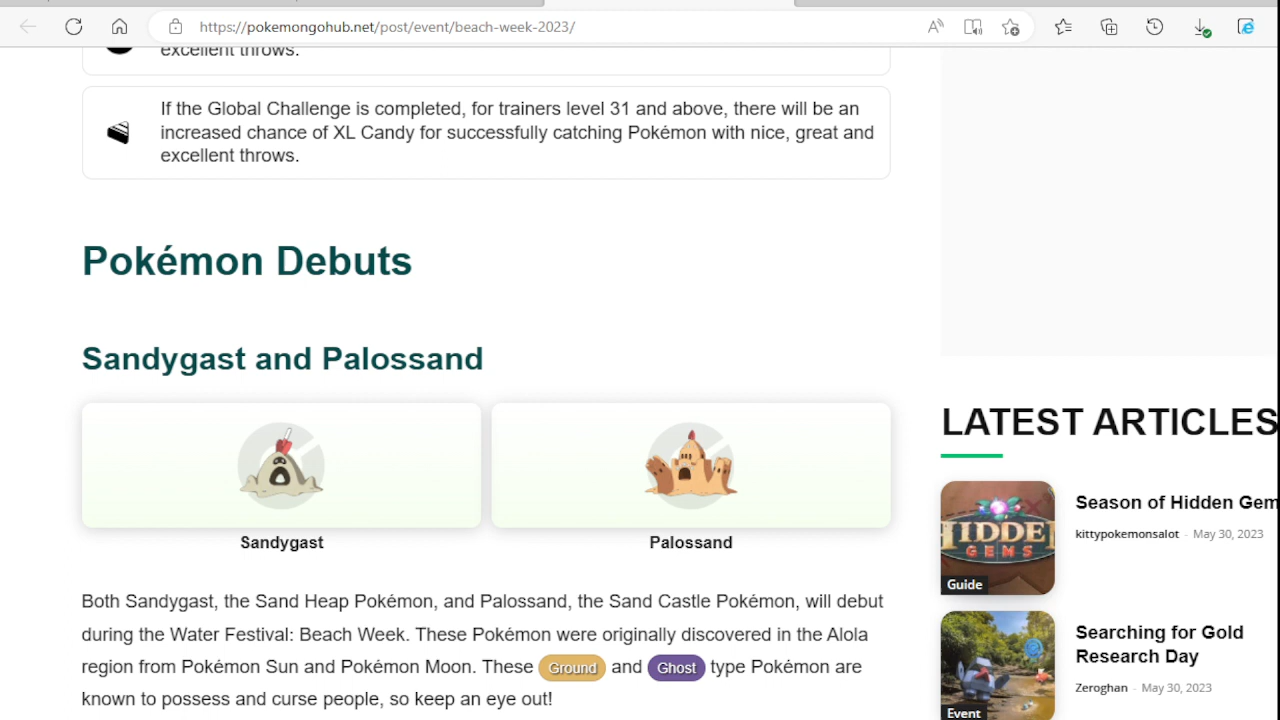 https://pokemongohub.net/post/event/beach-week-2023/
excellent throws.
If the Global Challenge is completed, for trainers level 31 and above, there will be an
increased chance of XL Candy for successfully catching Pokémon with nice, great and
excellent throws.
Pokémon Debuts
Sandygast and Palossand
Sandygast
Palossand
Both Sandygast, the Sand Heap Pokémon, and Palossand, the Sand Castle Pokémon, will debut
during the Water Festival: Beach Week. These Pokémon were originally discovered in the Alola
region from Pokémon Sun and Pokémon Moon. These Ground and Ghost type Pokémon are
known to possess and curse people, so keep an eye out!
LATEST ARTICLES
HIDDEN
GEMS
Guide
Season of Hidden Gem
kittypokemonsalot - May 30, 2023
Event
Searching for Gold
Research Day
Zeroghan - May 30, 2023